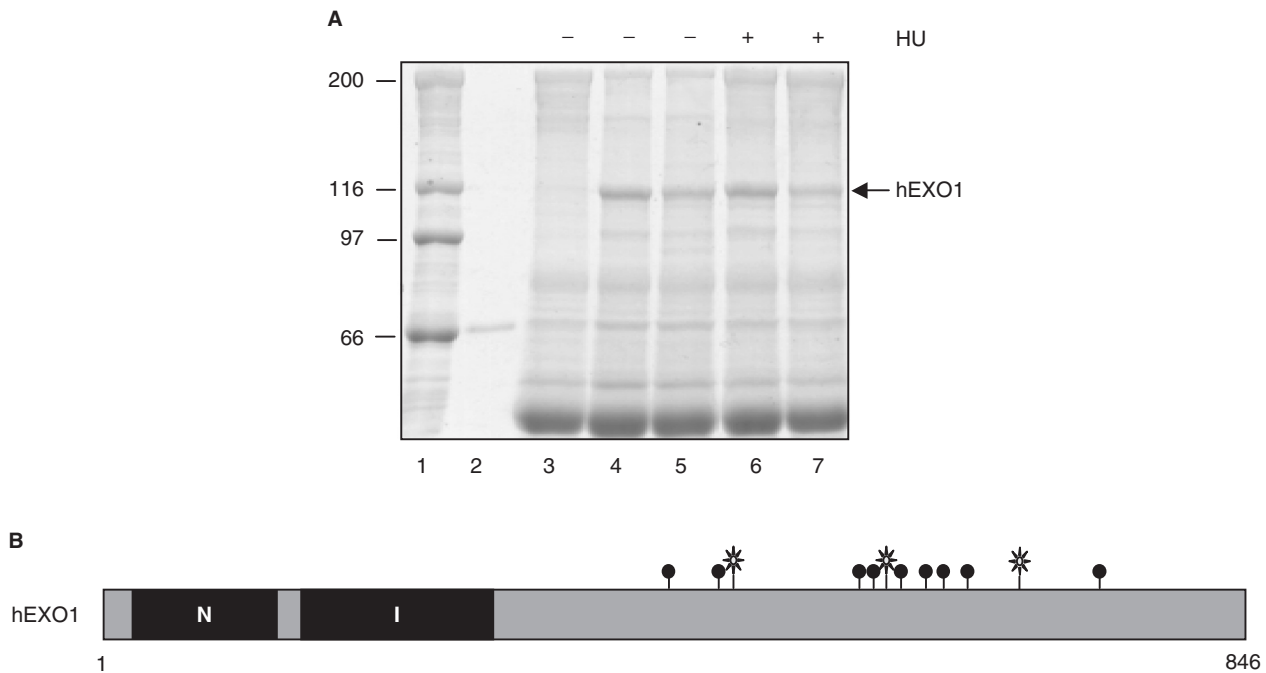 A
− − − + + HU
200
116
hEXO1
97
66
1 2 3 4 5 6 7
B
hEXO1
N
I
1
846